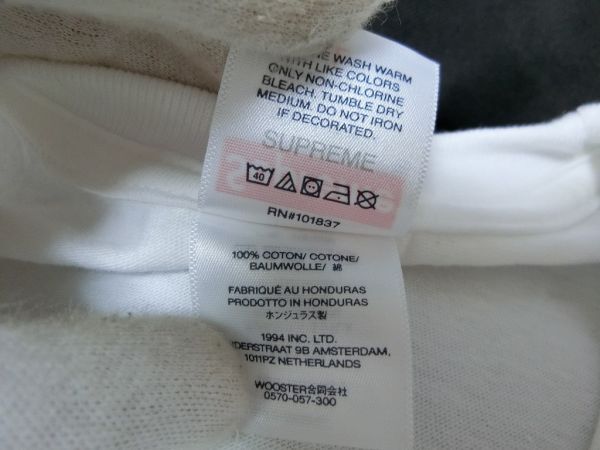 WASH WARM
WITH LIKE COLORS
ONLY NON-CHLORINE
BLEACH. TUMBLE DRY
MEDIUM. DO NOT IRON
IF DECORATED.
SUPREME
40
RN#101837
100% COTON/ COTONE/
BAUMWOLLE/ 綿
FABRIQUÉ AU HONDURAS
PRODOTTO IN HONDURAS
ホンジュラス製
1994 INC. LTD.
9B AMSTERDAM,
1011PZ NETHERLANDS
WOOSTER合同会社
0570-057-300